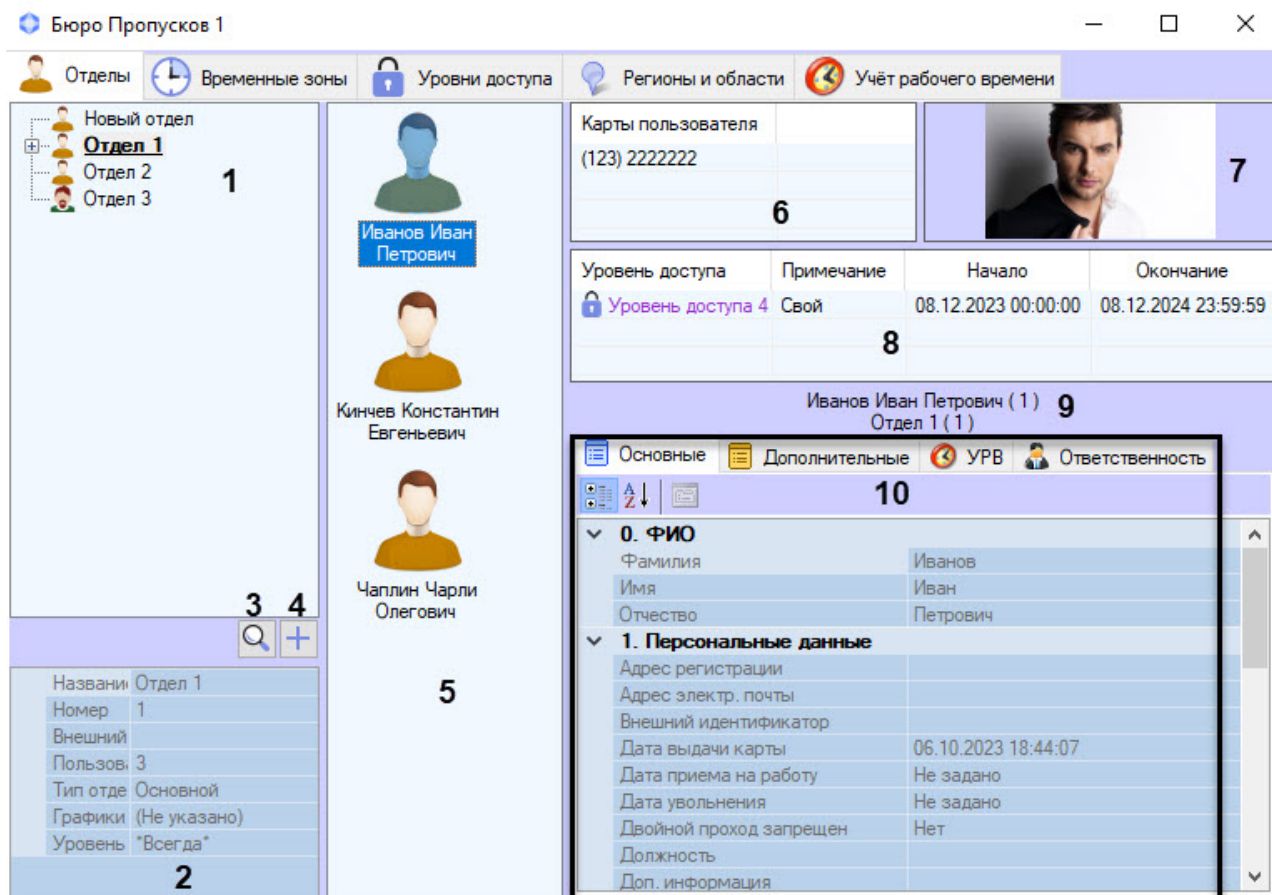 Бюро Пропусков 1
Отделы
Временные зоны
Уровни доступа
Регионы и области
Учёт рабочего времени
Новый отдел
Отдел 1
Отдел 2
Отдел 3
1
3 4
Названи Отдел 1
Номер 1
Внешний
Пользов 3
Тип отде Основной
Графики (Не указано)
Уровень *Всегда*
2
Иванов Иван
Петрович
Кинчев Константин
Евгеньевич
Чаплин Чарли
Олегович
5
Карты пользователя
(123) 2222222
6
7
Уровень доступа Примечание Начало Окончание
Уровень доступа 4 Свой 08.12.2023 00:00:00 08.12.2024 23:59:59
8
Иванов Иван Петрович ( 1 )
Отдел 1 ( 1 )
9
Основные
Дополнительные
УРВ
Ответственность
10
0. ФИО
Фамилия Иванов
Имя Иван
Отчество Петрович
1. Персональные данные
Адрес регистрации
Адрес электр. почты
Внешний идентификатор
Дата выдачи карты 06.10.2023 18:44:07
Дата приема на работу Не задано
Дата увольнения Не задано
Двойной проход запрещен Нет
Должность
Доп. информация